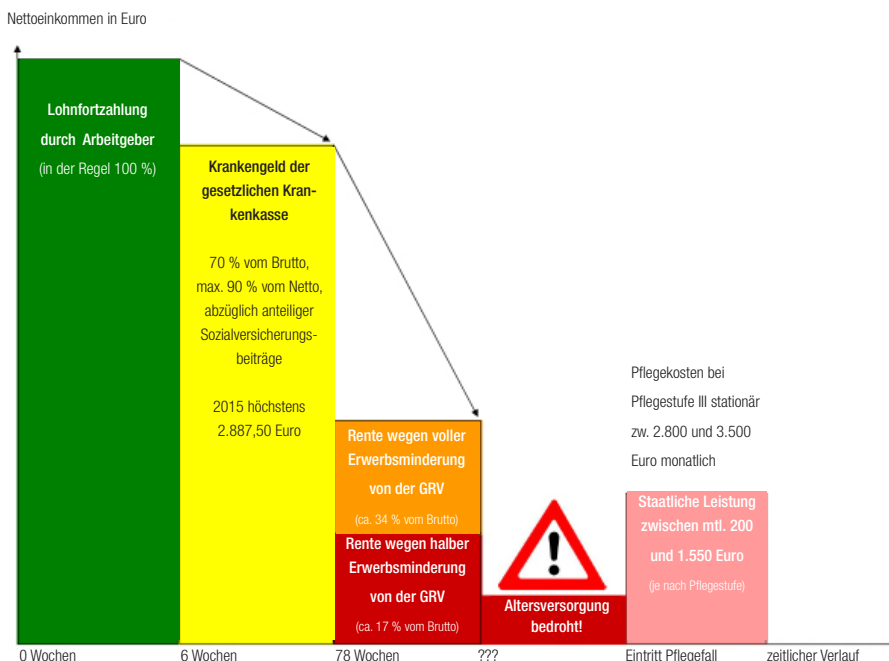 Nettoeinkommen in Euro
Lohnfortzahlung
durch Arbeitgeber
(in der Regel 100 %)
Krankengeld der
gesetzlichen Kran-
kenkasse
70 % vom Brutto,
max. 90 % vom Netto,
abzüglich anteiliger
Sozialversicherungs-
beiträge
2015 höchstens
2.887,50 Euro
Rente wegen voller
Erwerbsminderung
von der GRV
(ca. 34 % vom Brutto)
Rente wegen halber
Erwerbsminderung
von der GRV
(ca. 17 % vom Brutto)
!
Altersversorgung
bedroht!
Pflegekosten bei
Pflegestufe III stationär
zw. 2.800 und 3.500
Euro monatlich
Staatliche Leistung
zwischen mtl. 200
und 1.550 Euro
(je nach Pflegestufe)
0 Wochen
6 Wochen
78 Wochen
???
Eintritt Pflegefall
zeitlicher Verlauf